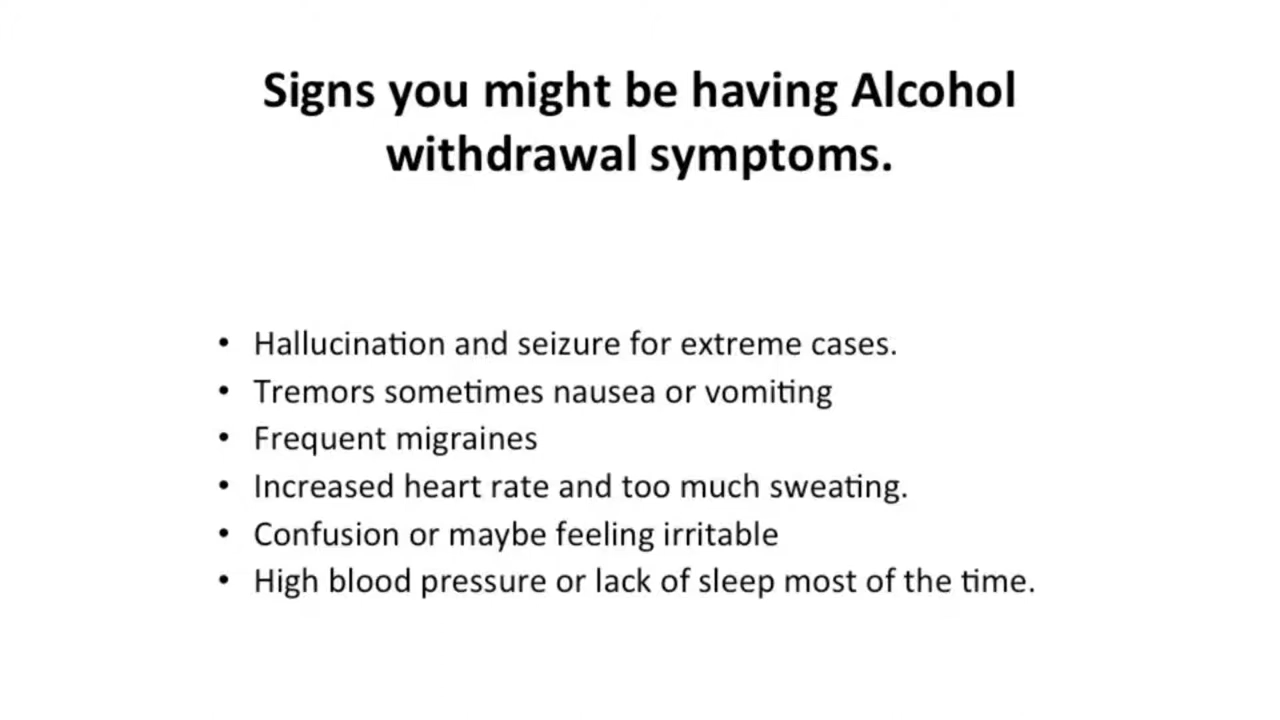 Signs you might be having Alcohol
withdrawal symptoms.
• Hallucination and seizure for extreme cases.
• Tremors sometimes nausea or vomiting
• Frequent migraines
• Increased heart rate and too much sweating.
• Confusion or maybe feeling irritable
• High blood pressure or lack of sleep most of the time.